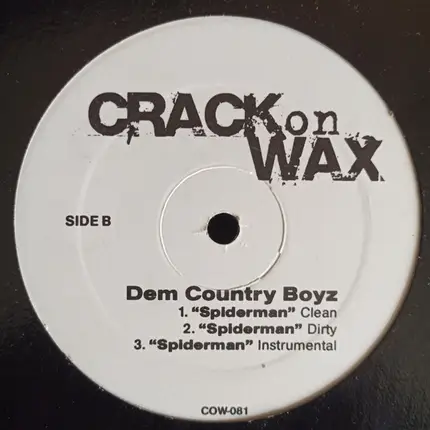 CRACK on
WAX
SIDE B
Dem Country Boyz
1. “Spiderman” Clean
2. “Spiderman” Dirty
3. “Spiderman” Instrumental
COW-081